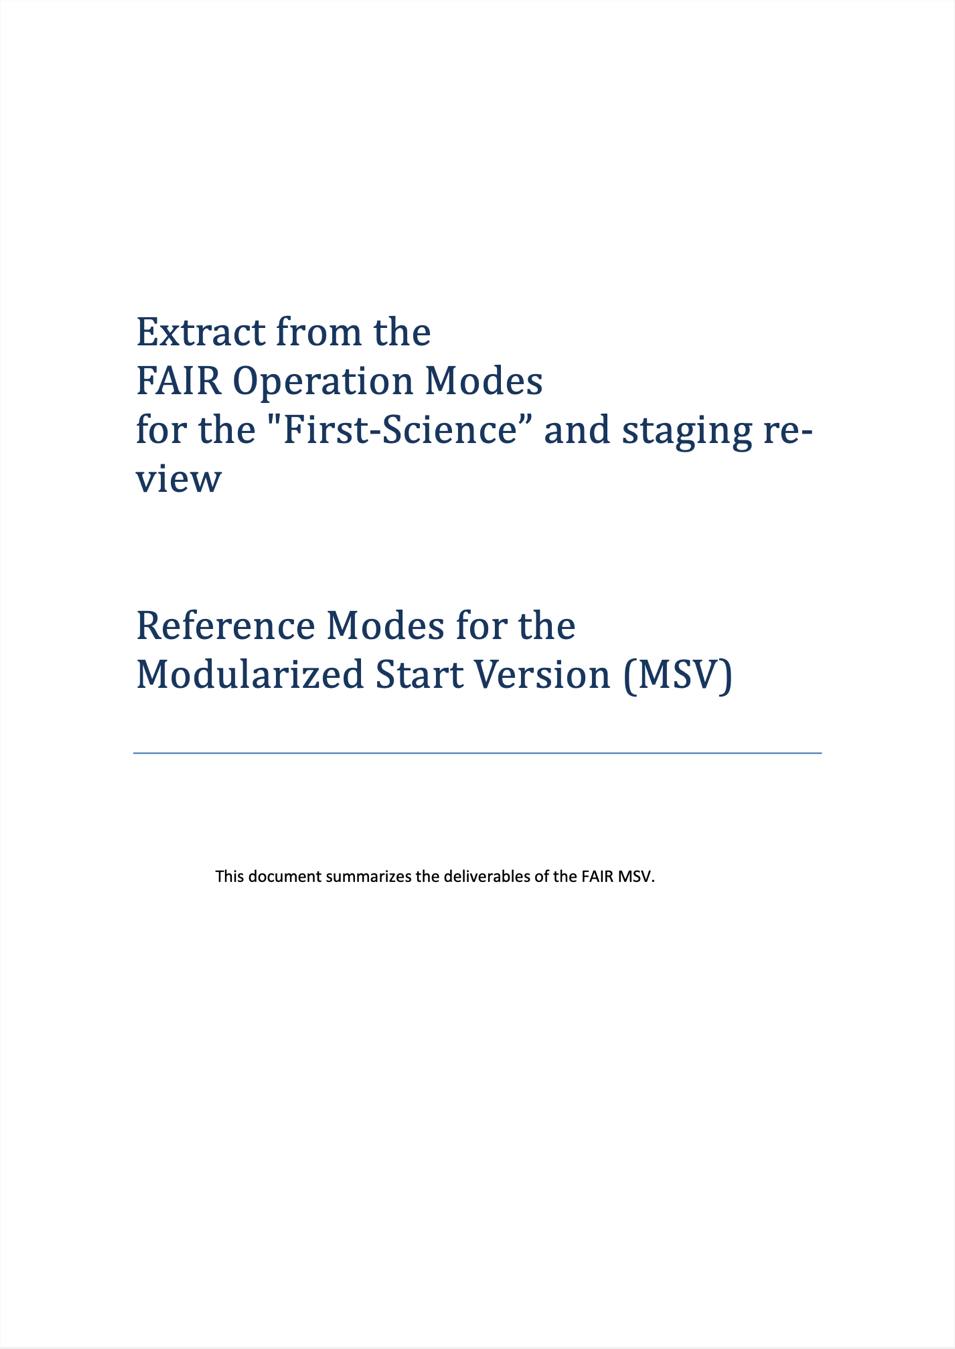 Extract from the
FAIR Operation Modes
for the "First-Science” and staging re-
view
Reference Modes for the
Modularized Start Version (MSV)
This document summarizes the deliverables of the FAIR MSV.